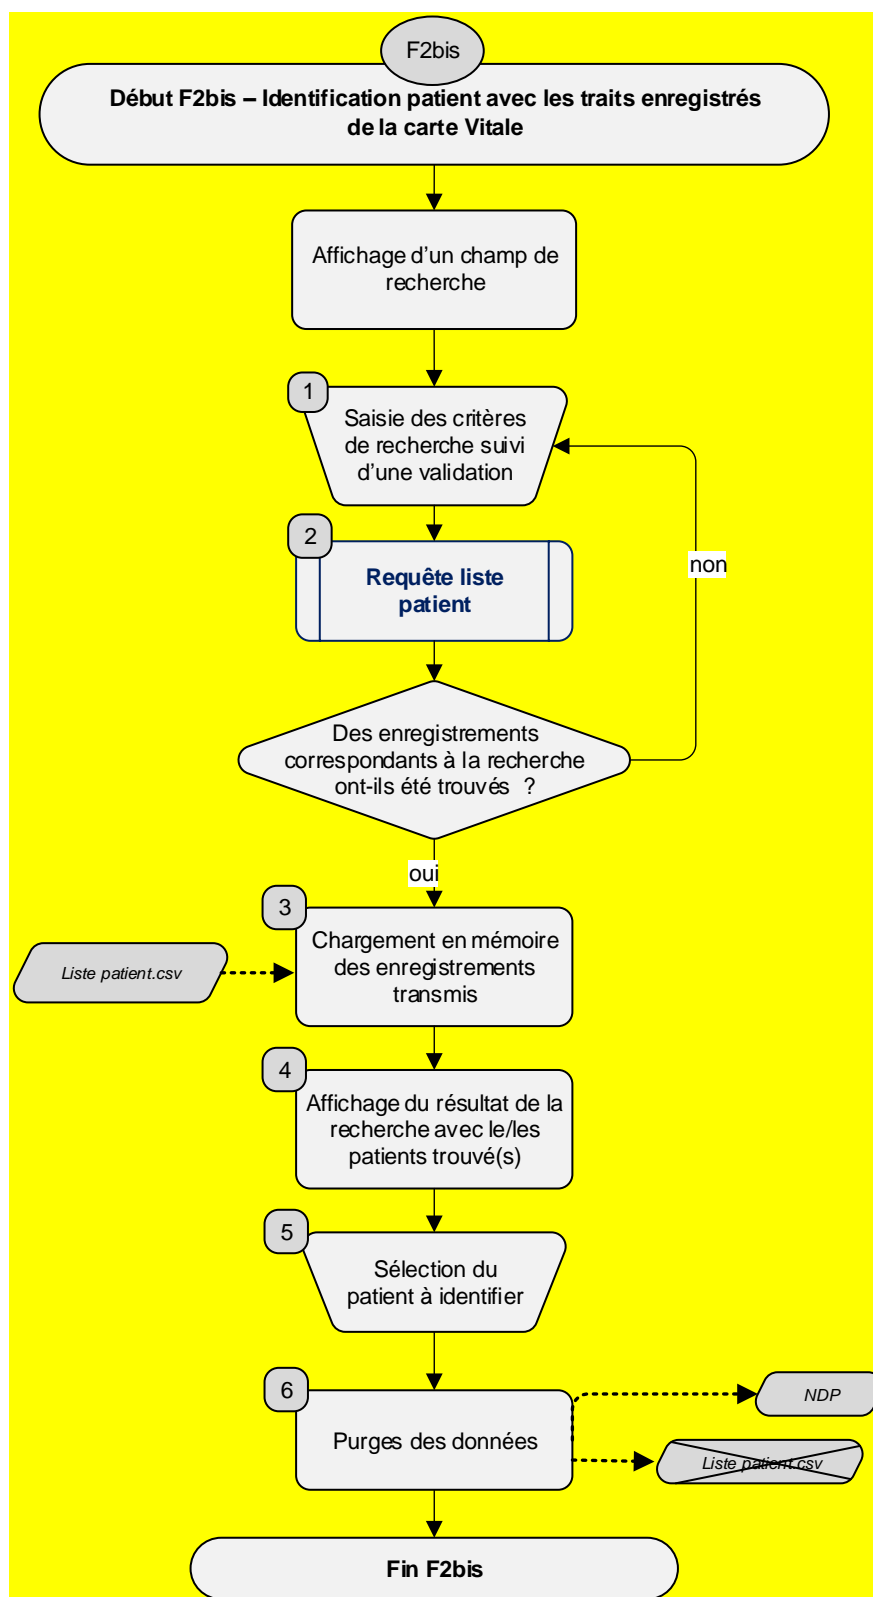 F2bis
Début F2bis – Identification patient avec les traits enregistrés
de la carte Vitale
Affichage d'un champ de
recherche
1
Saisie des critères
de recherche suivi
d'une validation
2
Requête liste
patient
non
Des enregistrements
correspondants à la recherche
ont-ils été trouvés ?
oui
3
Chargement en mémoire
des enregistrements
transmis
Liste patient.csv
4
Affichage du résultat de la
recherche avec le/les
patients trouvé(s)
5
Sélection du
patient à identifier
6
Purges des données
NDP
Liste patient.csv
Fin F2bis